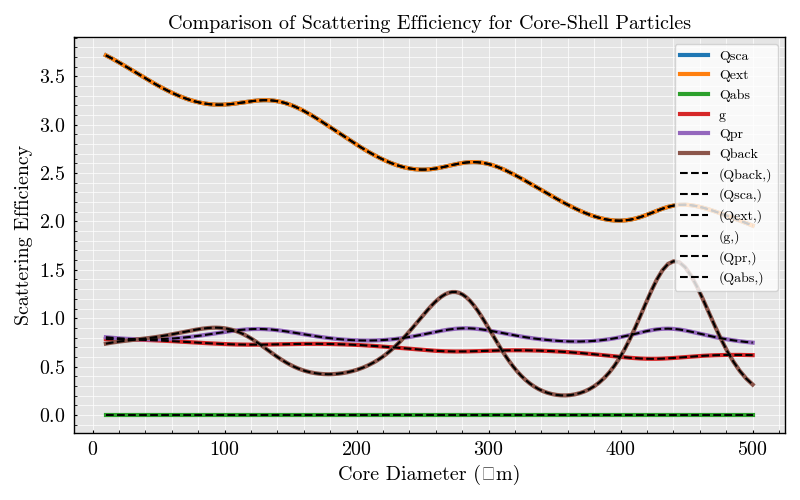 Comparison of Scattering Efficiency for Core-Shell Particles
Scattering Efficiency
3.5
3.0
2.5
2.0
1.5
1.0
0.5
0.0
Qsca
Qext
Qabs
g
Qpr
Qback
(Qback,)
(Qsca,)
(Qext,)
(g,)
(Qpr,)
(Qabs,)
0 100 200 300 400 500
Core Diameter (□m)